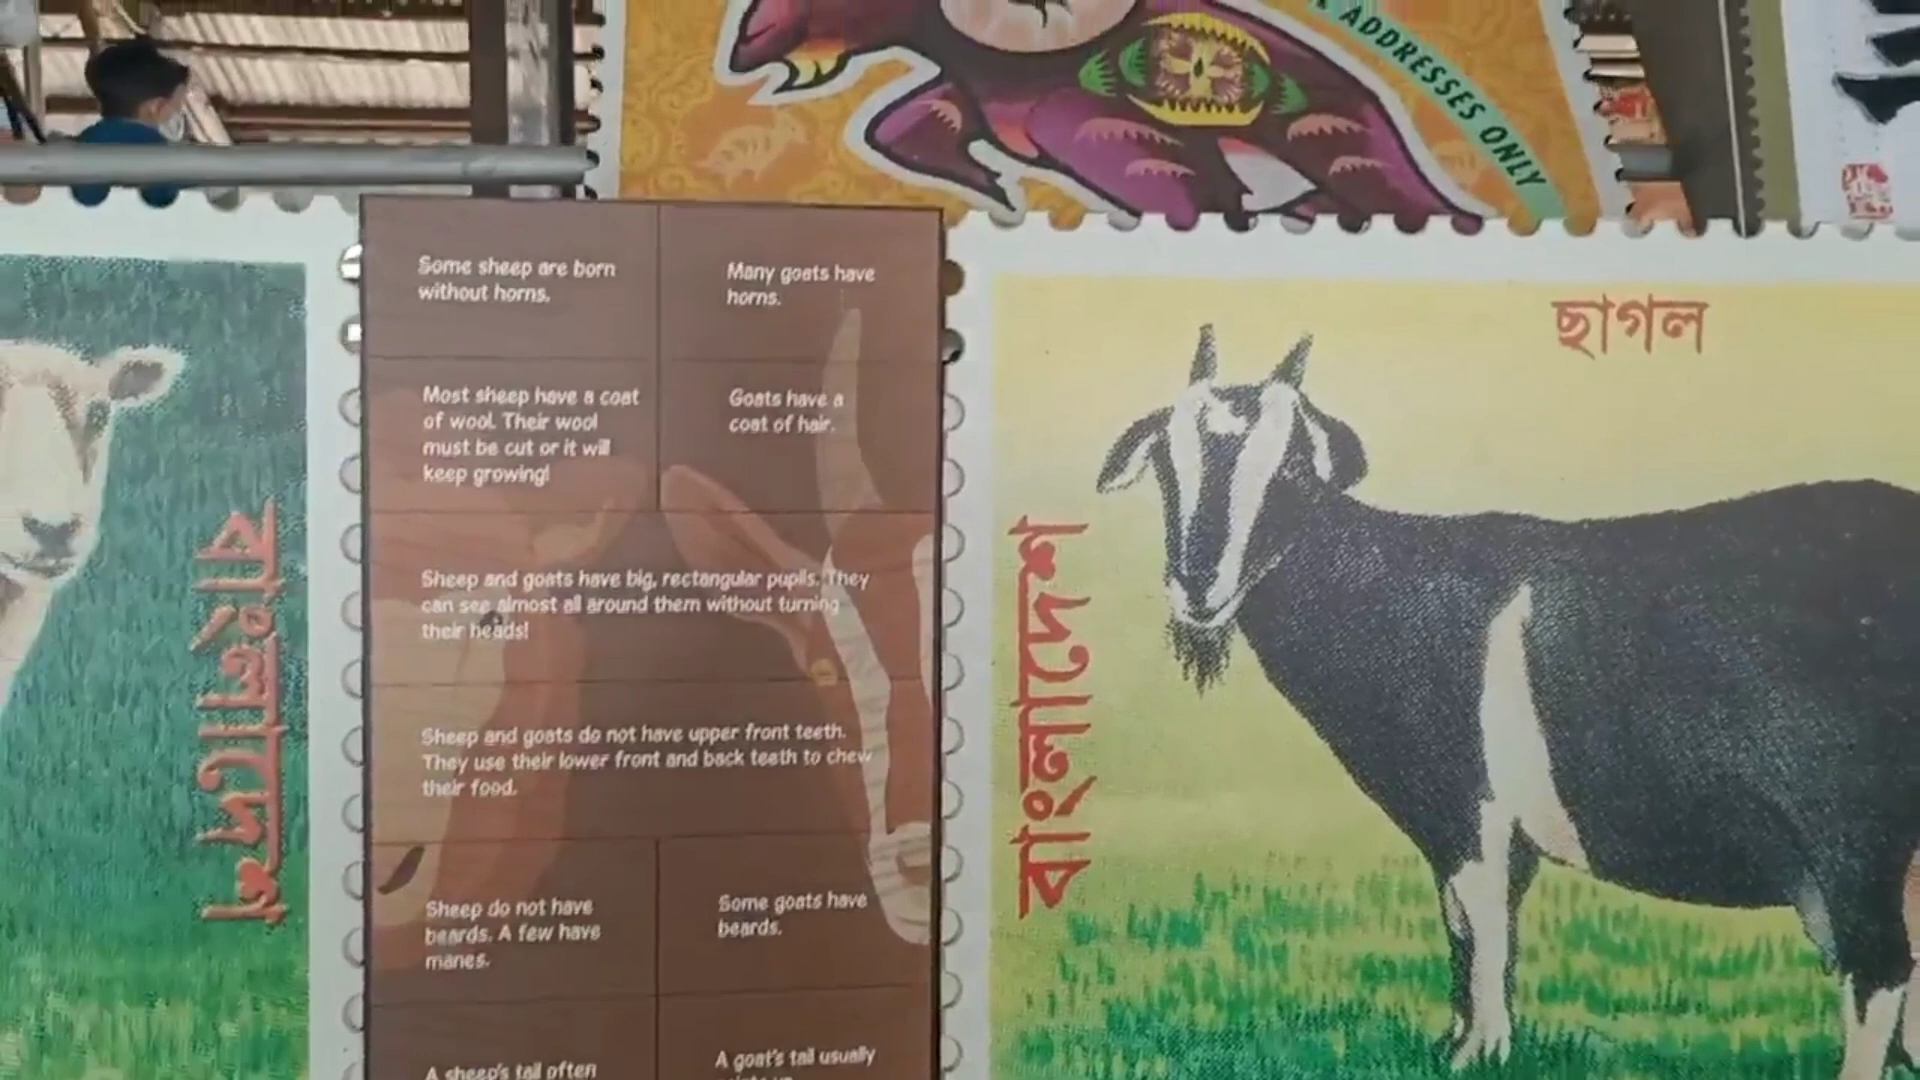 ADDRESSES ONLY
Some sheep are born
without horns.
Many goats have
horns.
Most sheep have a coat
of wool. Their wool
must be cut or it will
keep growing!
Goats have a
coat of hair.
Sheep and goats have big, rectangular pupils. They
can see almost all around them without turning
their heads!
Sheep and goats do not have upper front teeth.
They use their lower front and back teeth to chew
their food.
Sheep do not have
beards. A few have
manes.
Some goats have
beards.
A sheep's tail often
A goat's tail usually
বাংলাদেশ
ছাগল
বাংলাদেশ